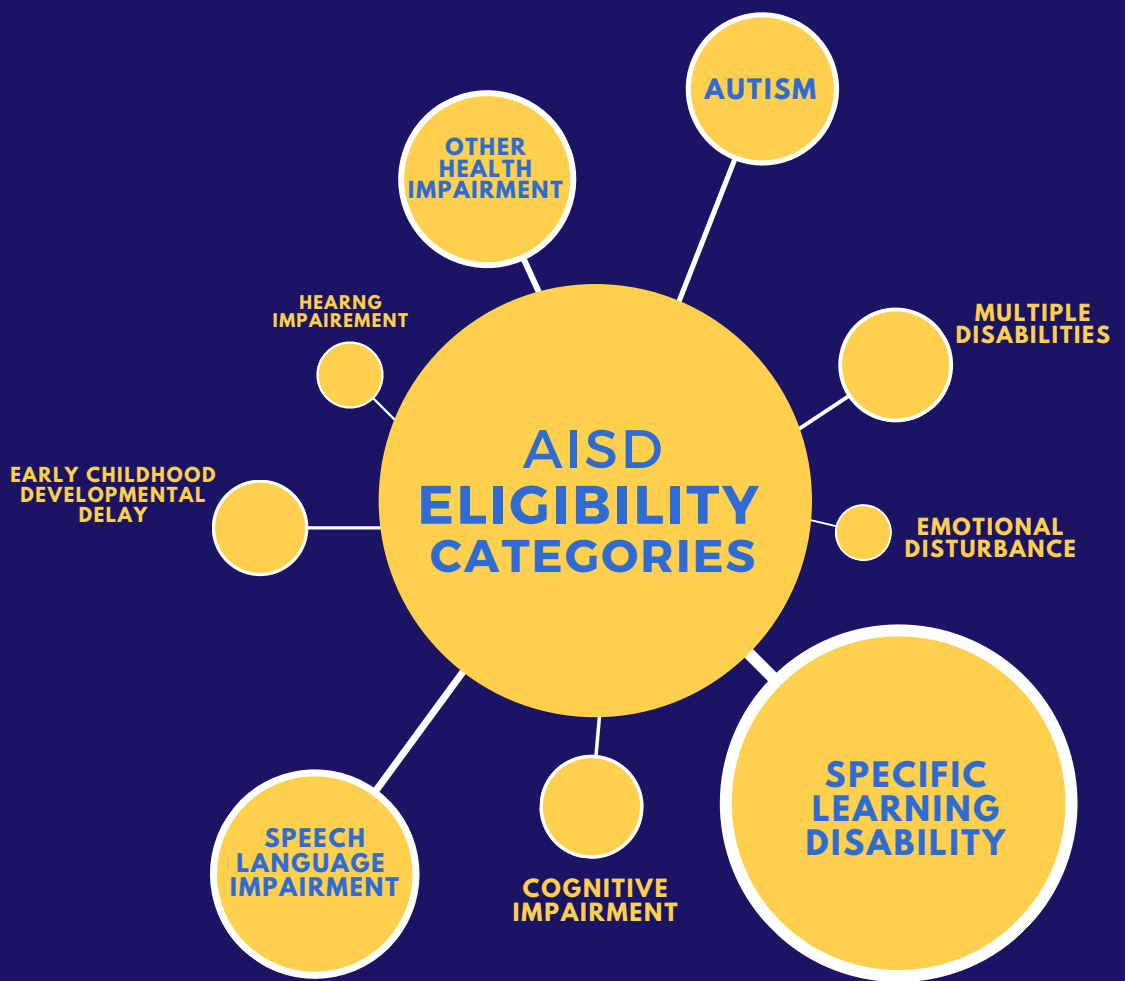 AUTISM
OTHER
HEALTH
IMPAIRMENT
HEARNG
IMPAIREMENT
MULTIPLE
DISABILITIES
AISD
ELIGIBILITY
CATEGORIES
EARLY CHILDHOOD
DEVELOPMENTAL
DELAY
EMOTIONAL
DISTURBANCE
SPECIFIC
LEARNING
DISABILITY
SPEECH
LANGUAGE
IMPAIRMENT
COGNITIVE
IMPAIRMENT